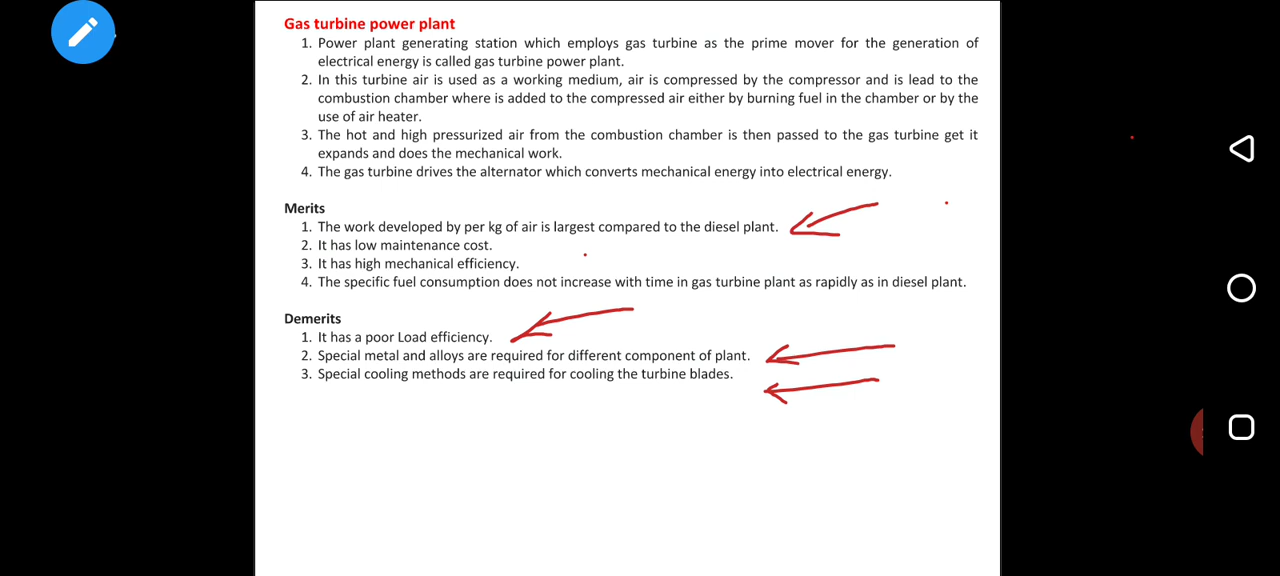 Gas turbine power plant
1. Power plant generating station which employs gas turbine as the prime mover for the generation of
electrical energy is called gas turbine power plant.
2. In this turbine air is used as a working medium, air is compressed by the compressor and is lead to the
combustion chamber where is added to the compressed air either by burning fuel in the chamber or by the
use of air heater.
3. The hot and high pressurized air from the combustion chamber is then passed to the gas turbine get it
expands and does the mechanical work.
4. The gas turbine drives the alternator which converts mechanical energy into electrical energy.
Merits
1. The work developed by per kg of air is largest compared to the diesel plant.
2. It has low maintenance cost.
3. It has high mechanical efficiency.
4. The specific fuel consumption does not increase with time in gas turbine plant as rapidly as in diesel plant.
Demerits
1. It has a poor Load efficiency.
2. Special metal and alloys are required for different component of plant.
3. Special cooling methods are required for cooling the turbine blades.